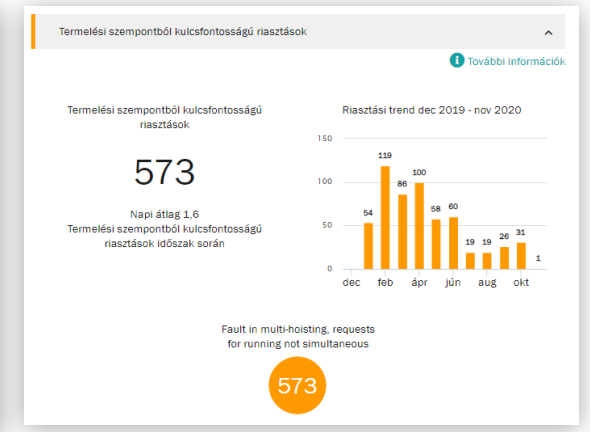 Termelési szempontból kulcsfontosságú riasztások
További információk
Termelési szempontból kulcsfontosságú
riasztások
573
Napi átlag 1,6
Termelési szempontból kulcsfontosságú
riasztások időszak során
Riasztási trend dec 2019 - nov 2020
150
100
50
0
54
119
86
100
58
60
19
19
26
31
1
dec feb ápr jún aug okt
Fault in multi-hoisting, requests
for running not simultaneous
573